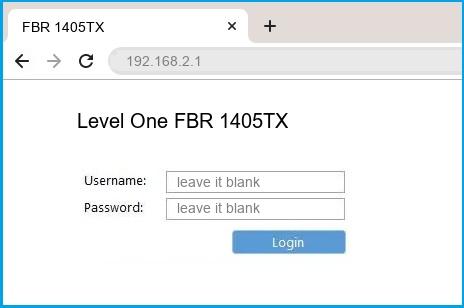 FBR 1405TX
192.168.2.1
Level One FBR 1405TX
Username: leave it blank
Password: leave it blank
Login